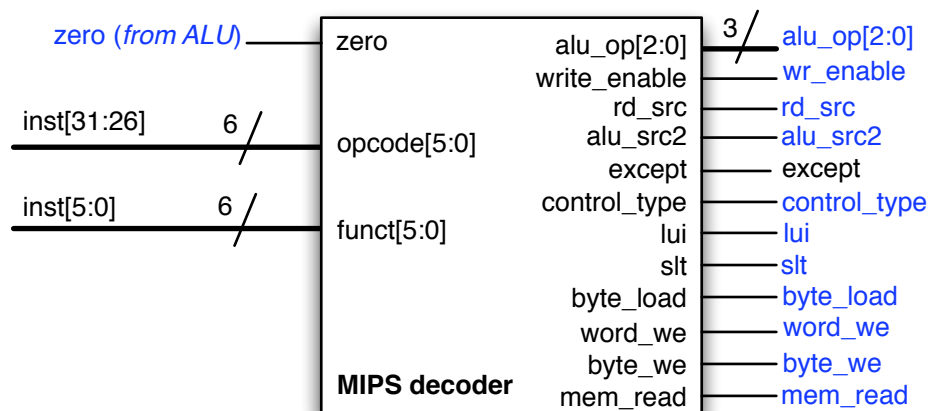 zero (from ALU)
zero
alu_op[2:0]
3
alu_op[2:0]
write_enable
wr_enable
rd_src
rd_src
inst[31:26]
6
opcode[5:0]
alu_src2
alu_src2
except
except
inst[5:0]
6
funct[5:0]
control_type
control_type
lui
lui
slt
slt
byte_load
byte_load
word_we
word_we
byte_we
byte_we
MIPS decoder
mem_read
mem_read